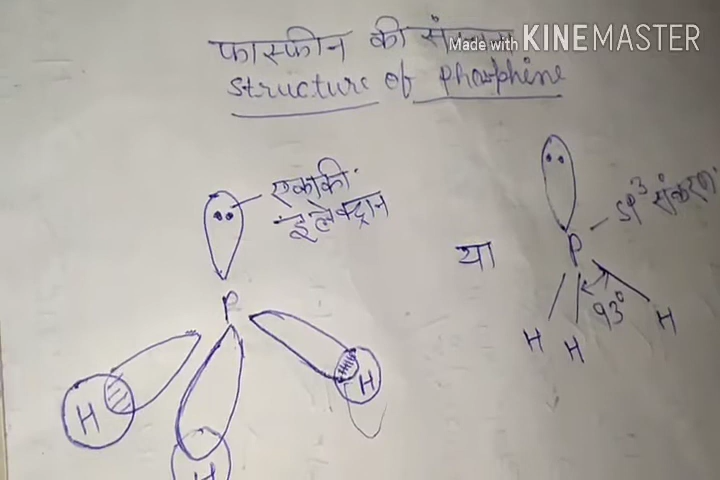 फास्फीन की
Made with KINEMASTER
structure of phosphine
एकाकी
इलेक्ट्रान
P
H
H
H
या
sp³ संकरण
P
93°
H
H
H